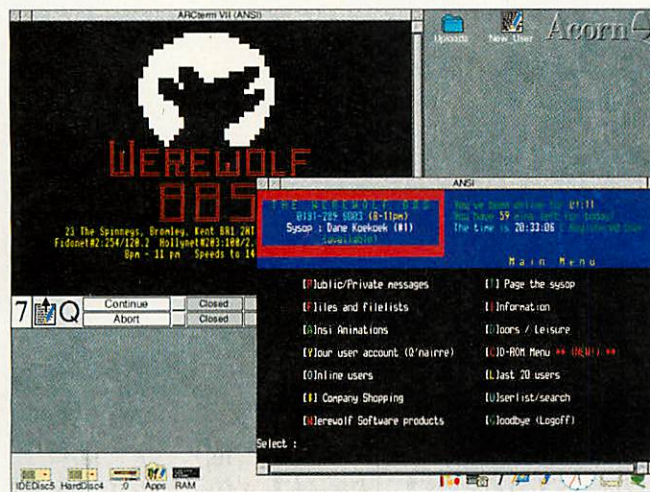 ARCterm VII (ANSI)
WEREWOLF
BBS
23 The Spinneys, Bromley, Kent BR1 2NT
Fidonet#2:254/120.2 Hollynet#203:100/2.
8pm - 11 pm Speeds to 14
Uploads
New_User
Acorn
ANSI
THE WEREWOLF BBS
0181-289 (8-11pm)
Sysop : Dane Koekoek (#1)
(available)
You've been online for 01:11
You have 59 mins left for today!
The time is 20:33:06 : Registered User
Main Menu
[P]ublic/Private messages
[!] Page the sysop
[F]iles and filelists
[I]nformation
[A]nsi Animations
[D]oors / Leisure
[Y]our user account (Q'nairre)
[C]D-ROM Menu ** (NEW!) **
[O]nline users
[L]ast 20 users
[$] Company Shopping
[U]serlist/search
[W]erewolf Software products
[G]oodbye (Logoff)
Select :
7
Q
Continue
Closed
Abort
Closed
IDEDisc5
HardDisc4
:0
Apps
RAM